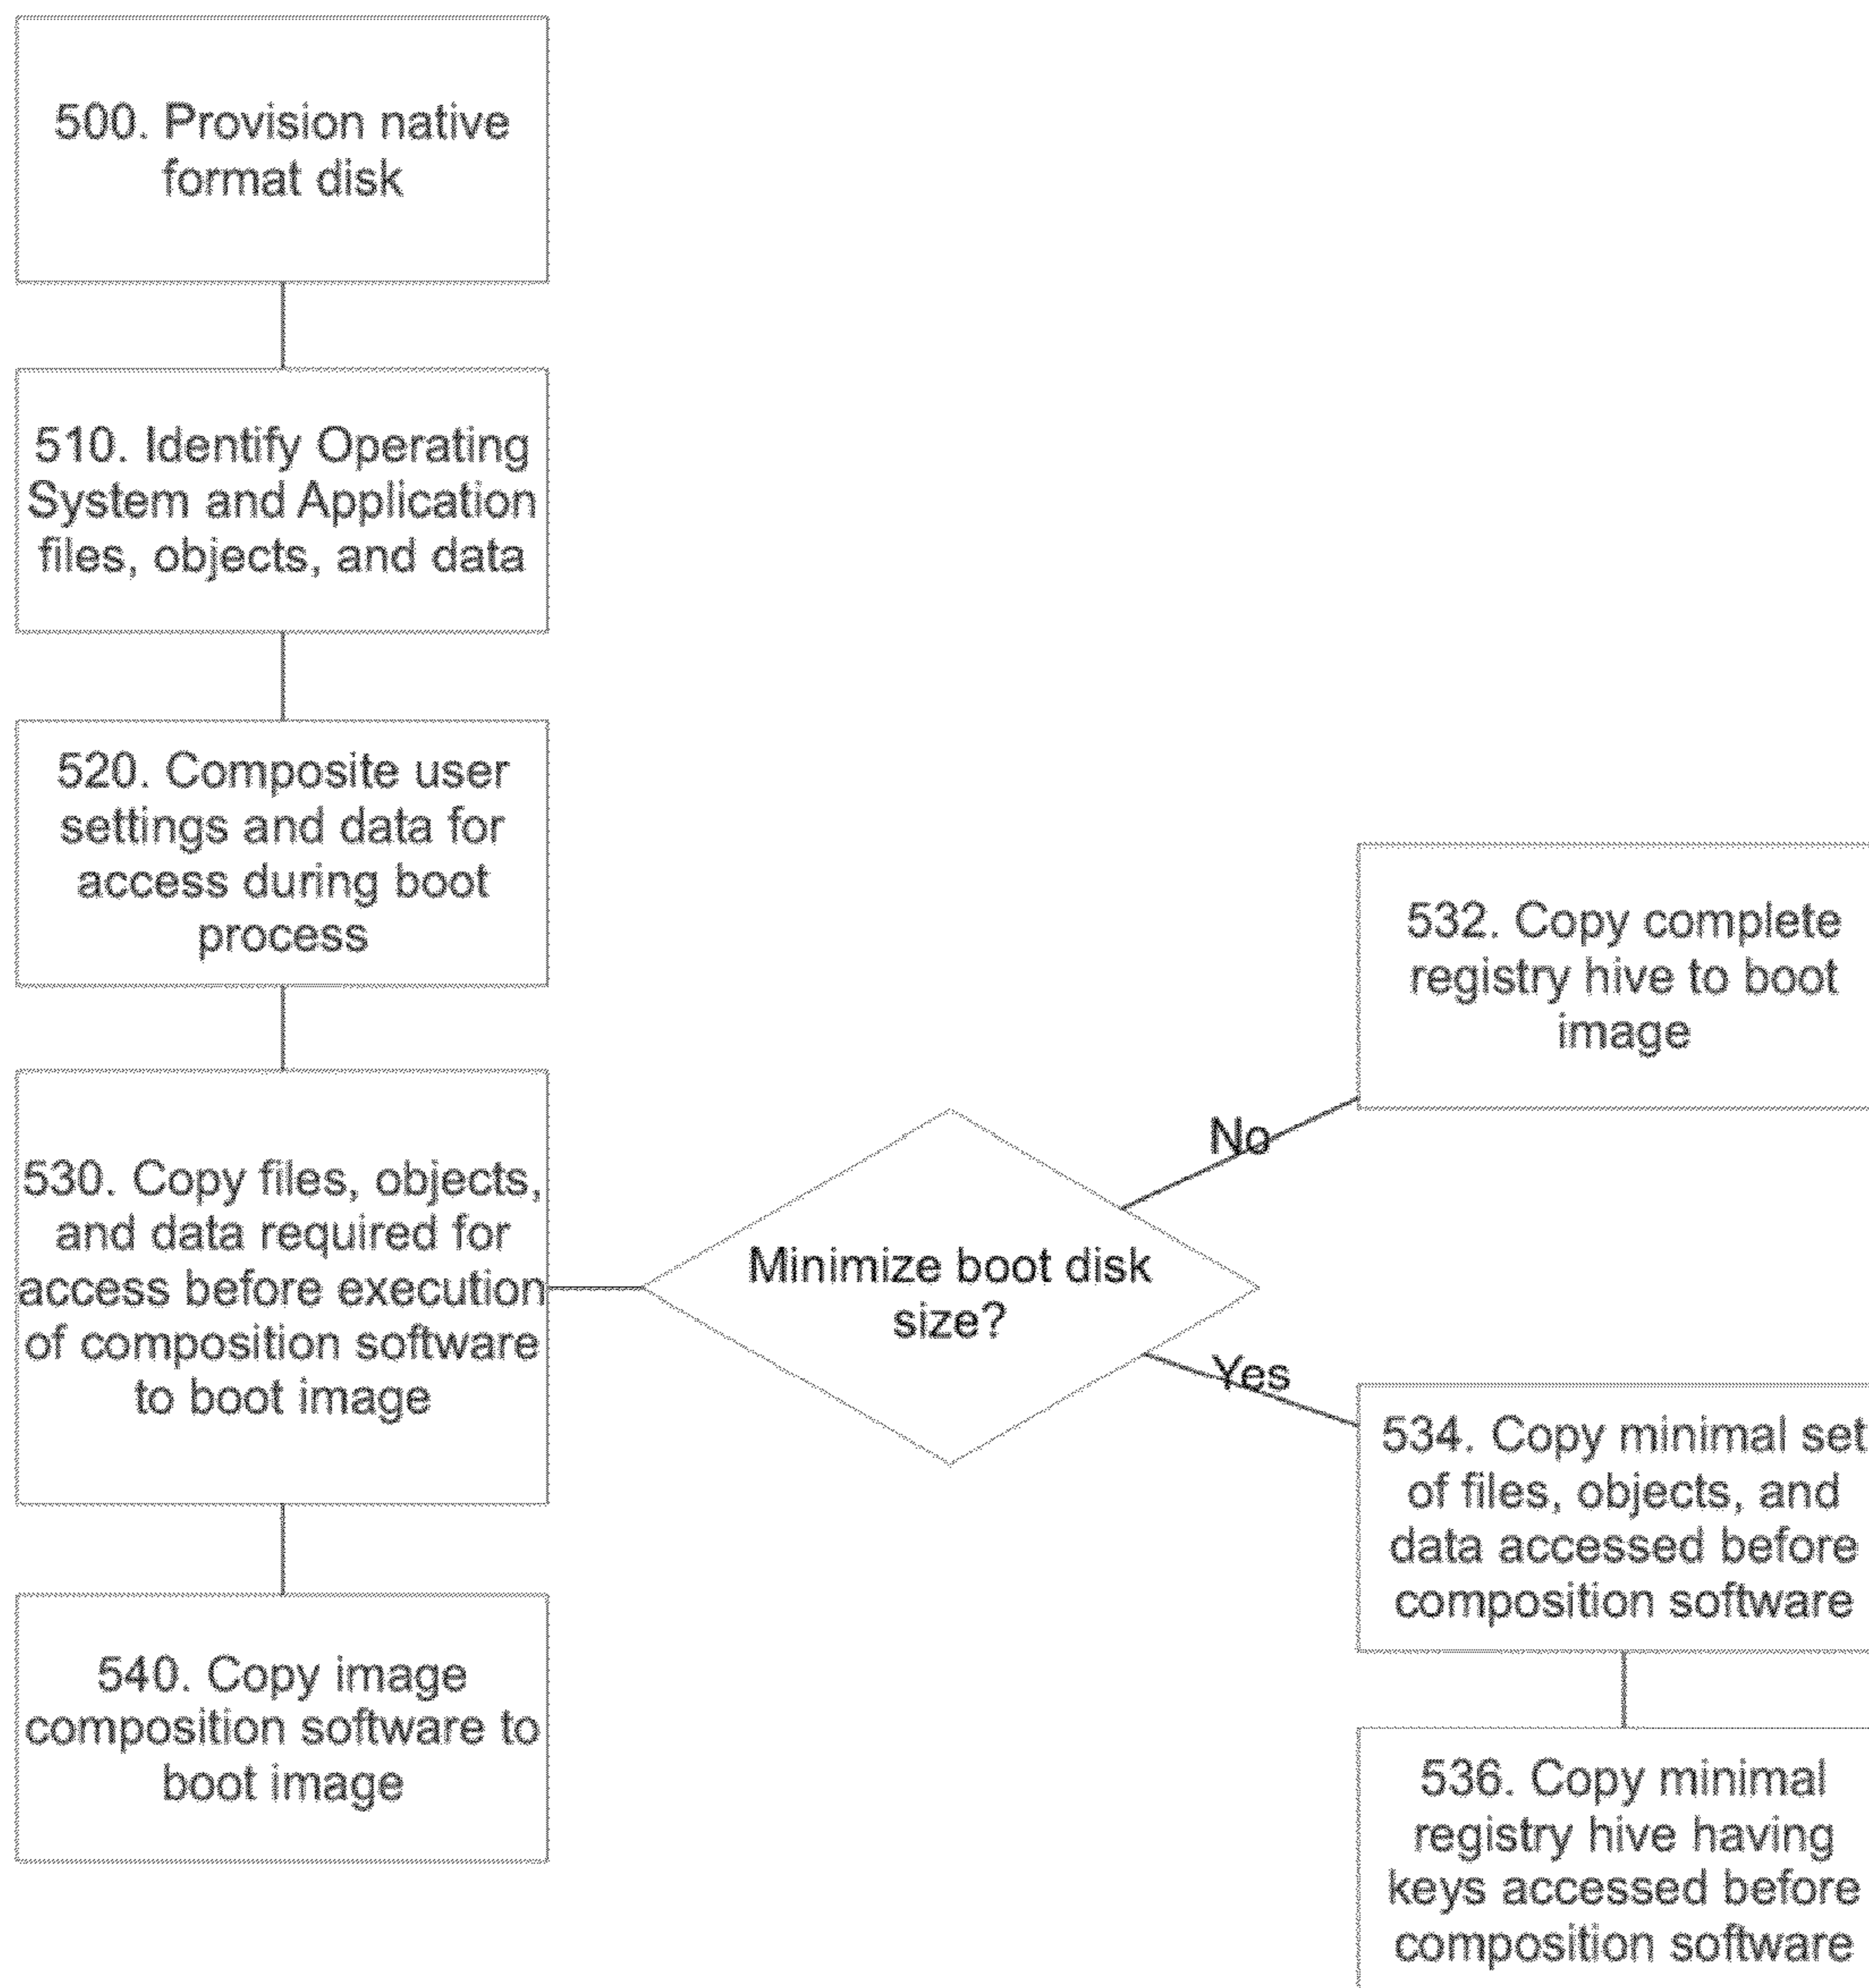 500. Provision native
format disk
510. Identify Operating
System and Application
files, objects, and data
520. Composite user
settings and data for
access during boot
process
530. Copy files, objects,
and data required for
access before execution
of composition software
to boot image
540. Copy image
composition software to
boot image
Minimize boot disk
size?
No
Yes
532. Copy complete
registry hive to boot
image
534. Copy minimal set
of files, objects, and
data accessed before
composition software
536. Copy minimal
registry hive having
keys accessed before
composition software